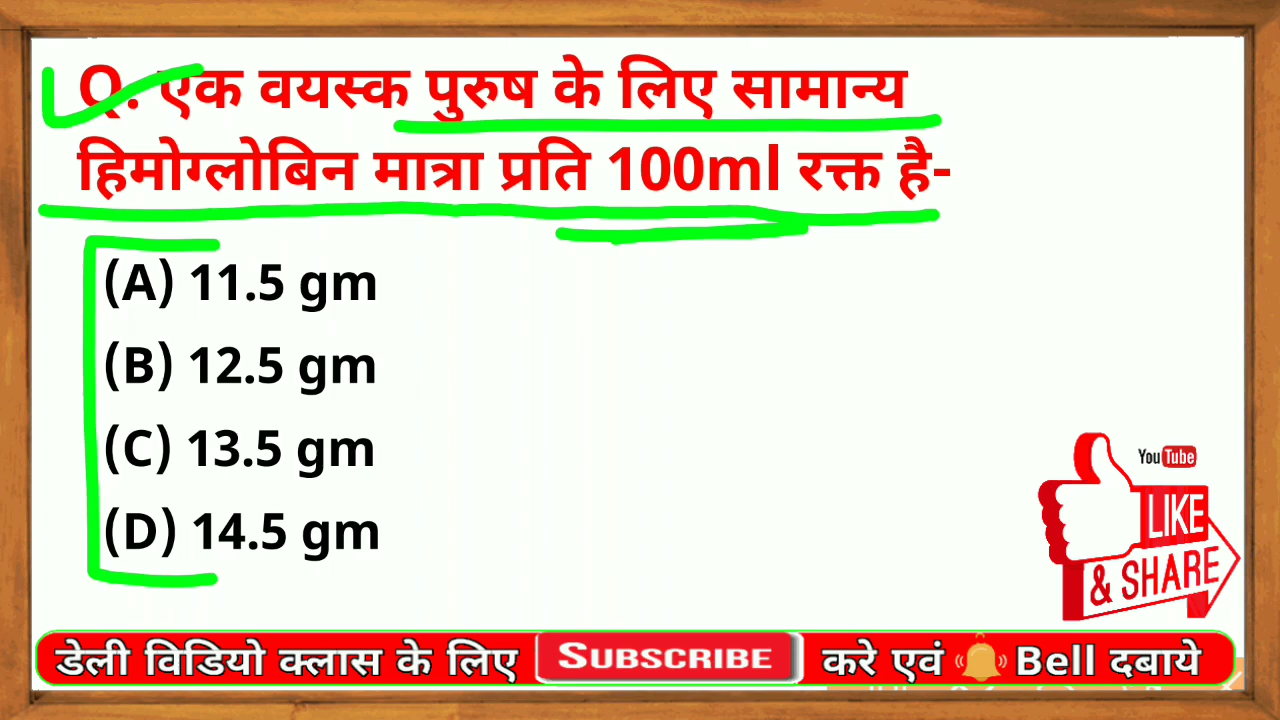 Q. एक वयस्क पुरुष के लिए सामान्य
हिमोग्लोबिन मात्रा प्रति 100ml रक्त है-
(A) 11.5 gm
(B) 12.5 gm
(C) 13.5 gm
(D) 14.5 gm
YouTube
LIKE
& SHARE
डेली विडियो क्लास के लिए SUBSCRIBE करे एवं Bell दबाये